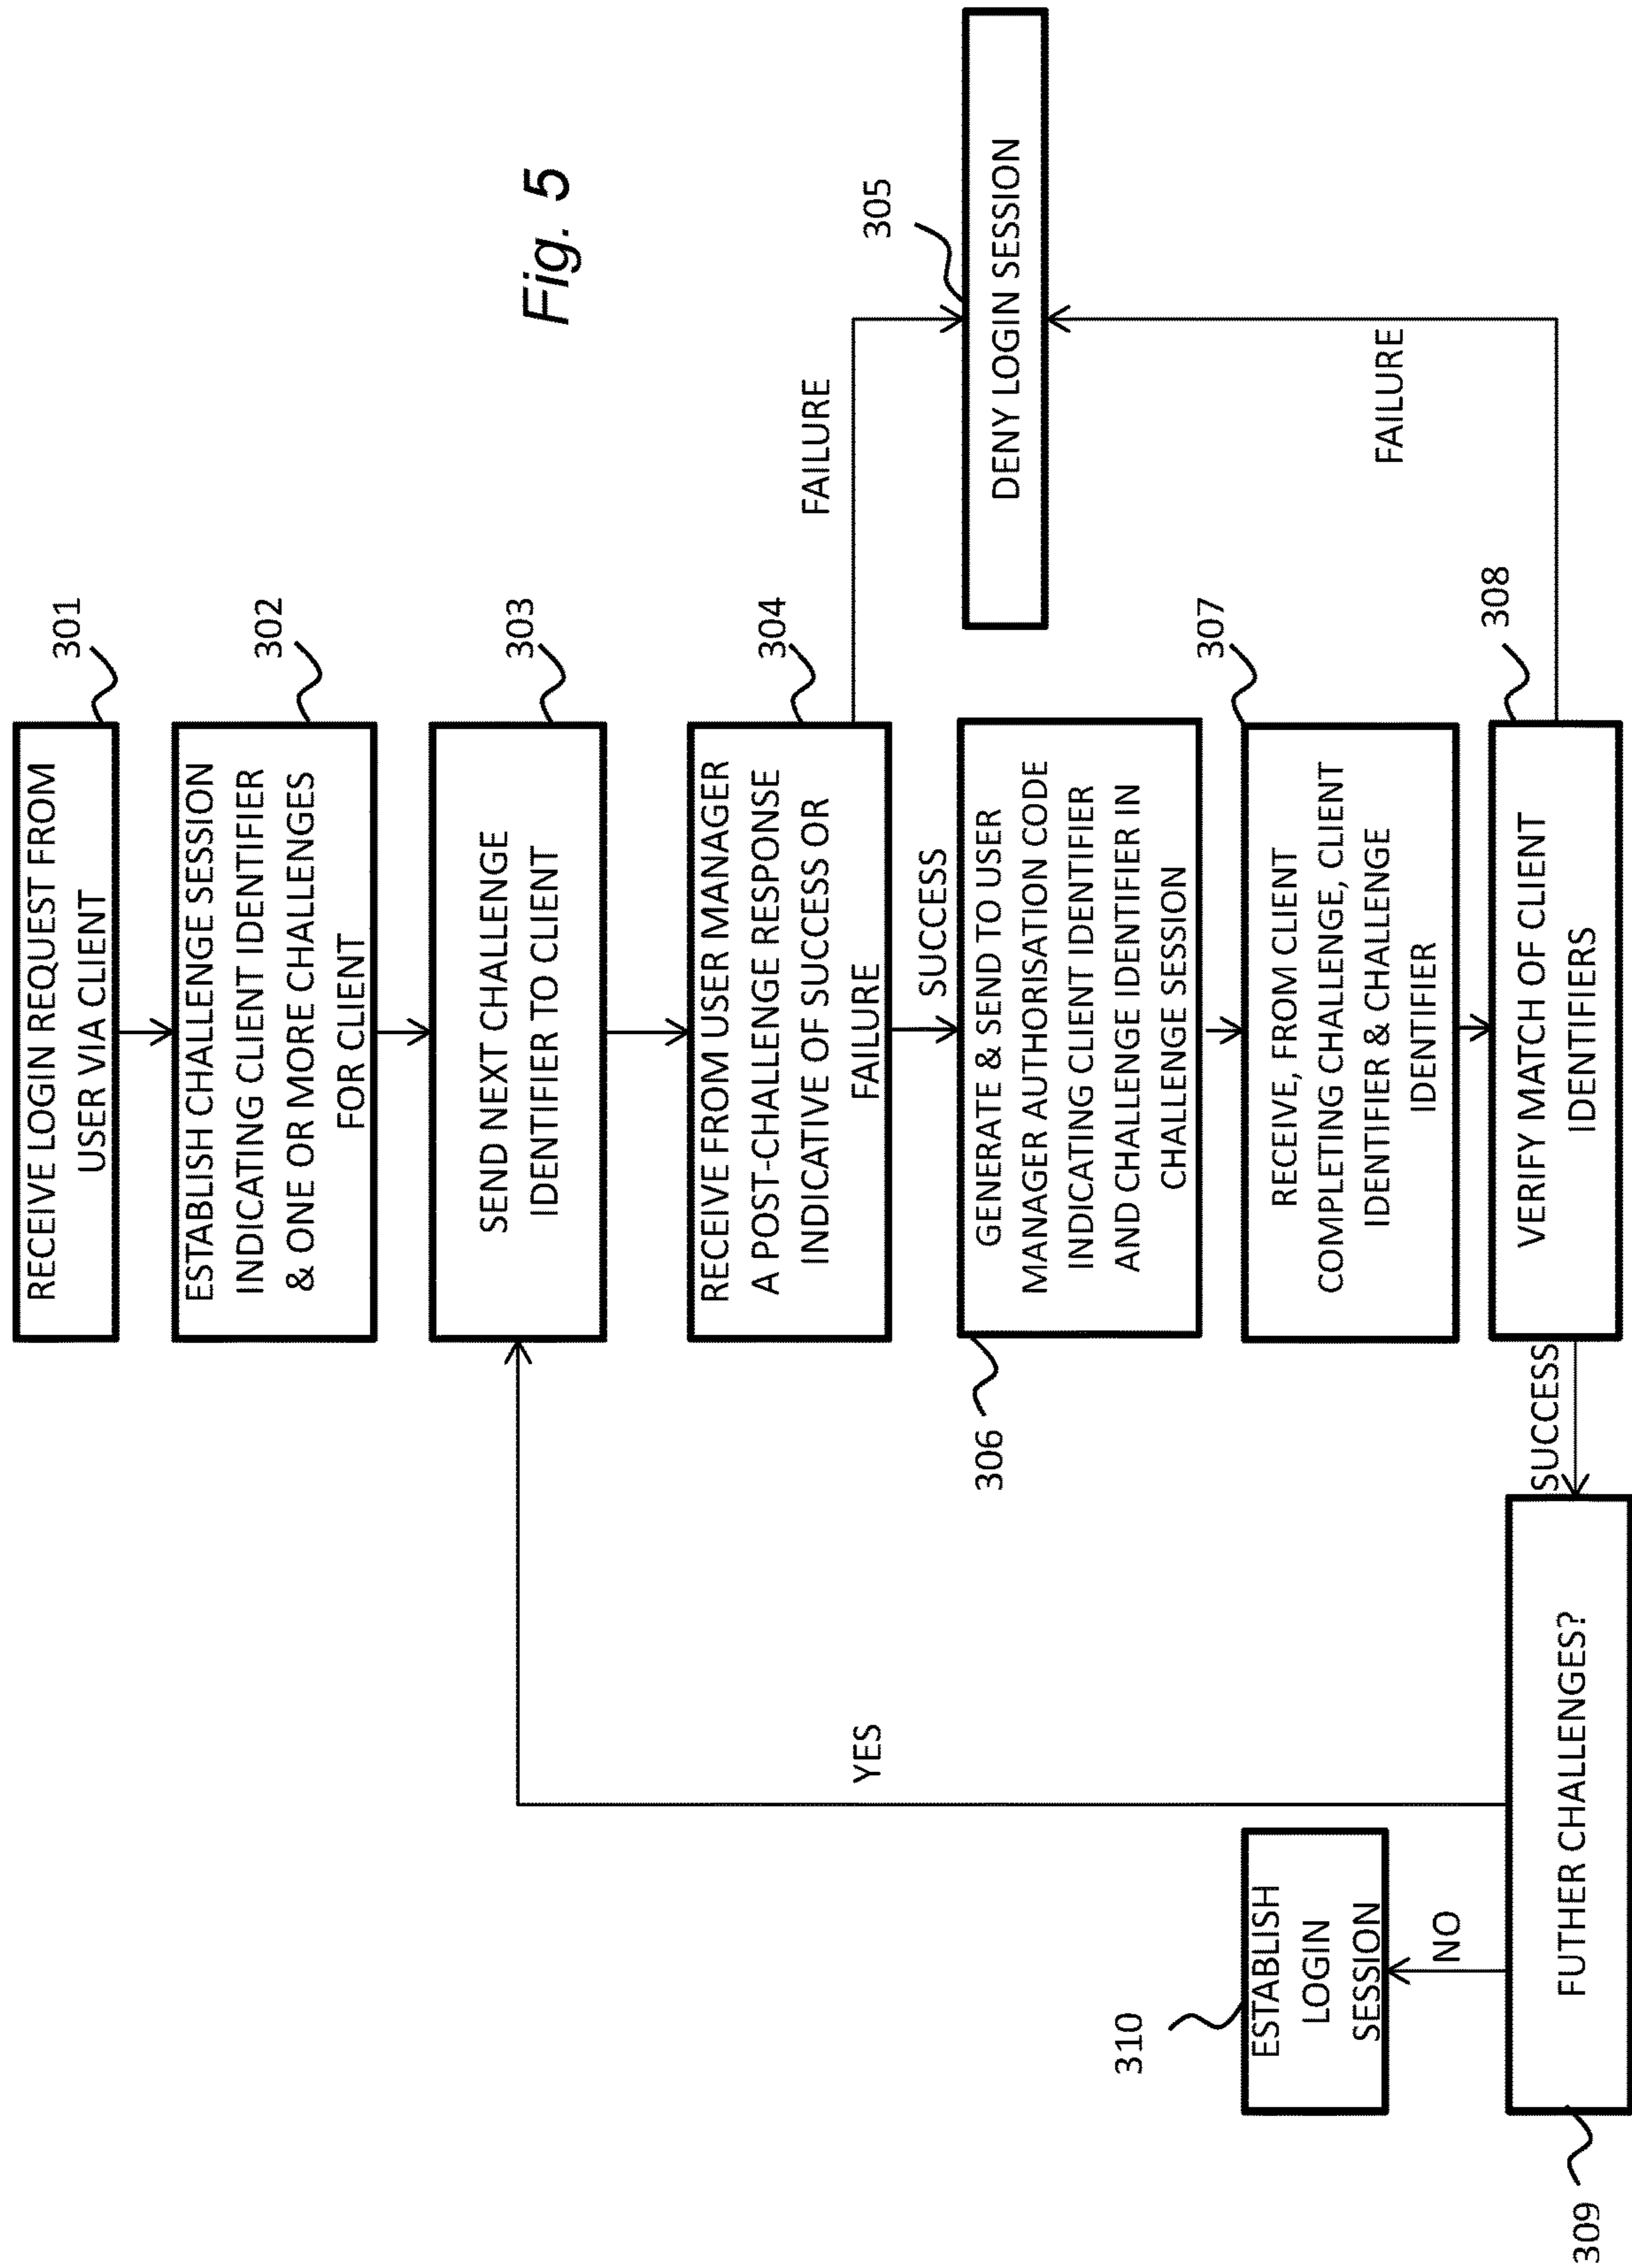 RECEIVE LOGIN REQUEST FROM
USER VIA CLIENT
301
ESTABLISH CHALLENGE SESSION
INDICATING CLIENT IDENTIFIER
& ONE OR MORE CHALLENGES
FOR CLIENT
302
SEND NEXT CHALLENGE
IDENTIFIER TO CLIENT
303
Fig. 5
RECEIVE FROM USER MANAGER
A POST-CHALLENGE RESPONSE
INDICATIVE OF SUCCESS OR
FAILURE
304
FAILURE
305
DENY LOGIN SESSION
SUCCESS
GENERATE & SEND TO USER
MANAGER AUTHORISATION CODE
INDICATING CLIENT IDENTIFIER
AND CHALLENGE IDENTIFIER IN
CHALLENGE SESSION
306
RECEIVE, FROM CLIENT
COMPLETING CHALLENGE, CLIENT
IDENTIFIER & CHALLENGE
IDENTIFIER
307
VERIFY MATCH OF CLIENT
IDENTIFIERS
308
FAILURE
SUCCESS
FUTHER CHALLENGES?
309
YES
NO
ESTABLISH
LOGIN
SESSION
310